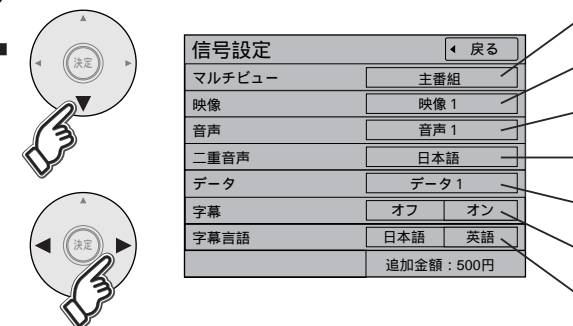 決定
決定
信号設定 ◀ 戻る
マルチビュー 主番組
映像 映像 1
音声 音声 1
二重音声 日本語
データ データ 1
字幕 オフ オン
字幕言語 日本語 英語
追加金額：500円